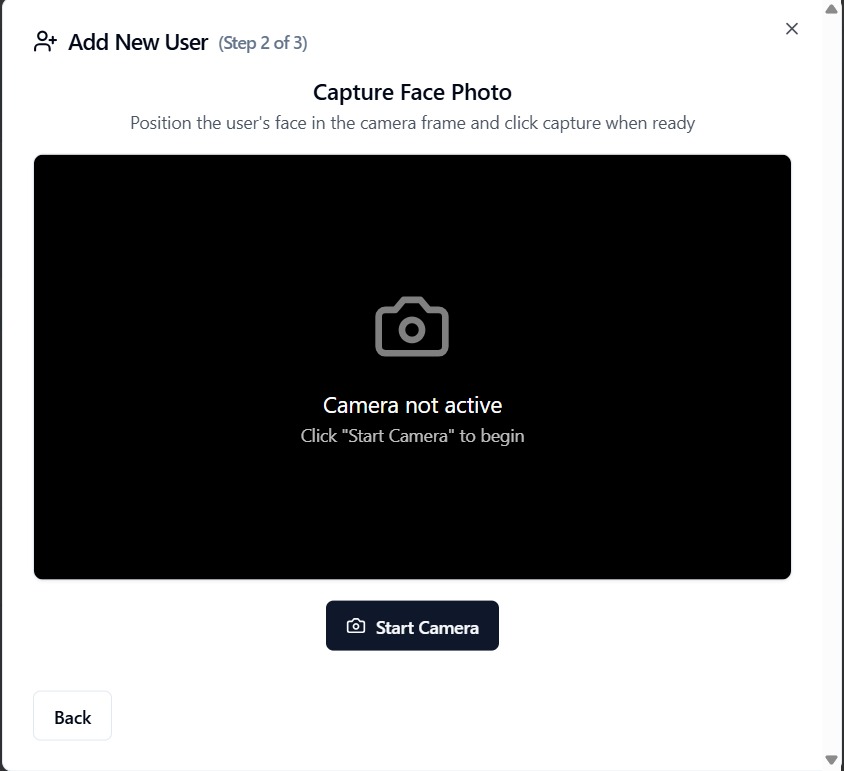 Add New User (Step 2 of 3)
Capture Face Photo
Position the user's face in the camera frame and click capture when ready
Camera not active
Click "Start Camera" to begin
Start Camera
Back